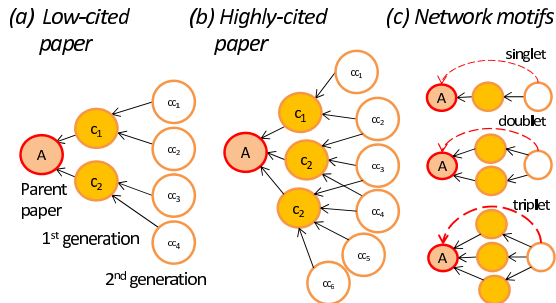 (a) Low-cited
paper
(b) Highly-cited
paper
(c) Network motifs
A
c1
c2
cc1
cc2
cc3
cc4
Parent
paper
1st generation
2nd generation
A
c1
c2
c2
cc1
cc2
cc3
cc4
cc5
cc6
singlet
A
doublet
A
triplet
A